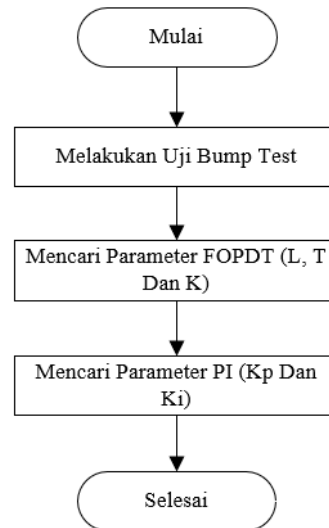 Mulai
Melakukan Uji Bump Test
Mencari Parameter FOPDT (L, T
Dan K)
Mencari Parameter PI (Kp Dan
Ki)
Selesai